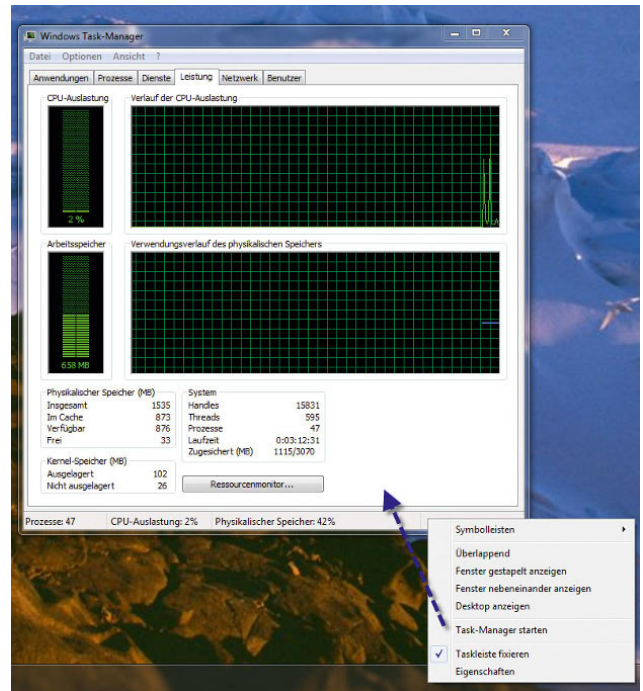 Windows Task-Manager
Datei Optionen Ansicht ?
Anwendungen Prozesse Dienste Leistung Netzwerk Benutzer
CPU-Auslastung Verlauf der CPU-Auslastung
2 %
Arbeitsspeicher Verwendungsverlauf des physikalischen Speichers
658 MB
Physikalischer Speicher (MB)
Insgesamt 1535
Im Cache 873
Verfügbar 876
Frei 33
Kernel-Speicher (MB)
Ausgelagert 102
Nicht ausgelagert 26
System
Handles 15831
Threads 595
Prozesse 47
Laufzeit 0:03:12:31
Zugesichert (MB) 1115/3070
Ressourcenmonitor...
Prozesse: 47 CPU-Auslastung: 2% Physikalischer Speicher: 42%
Symbolleisten
Überlappend
Fenster gestapelt anzeigen
Fenster nebeneinander anzeigen
Desktop anzeigen
Task-Manager starten
Taskleiste fixieren
Eigenschaften